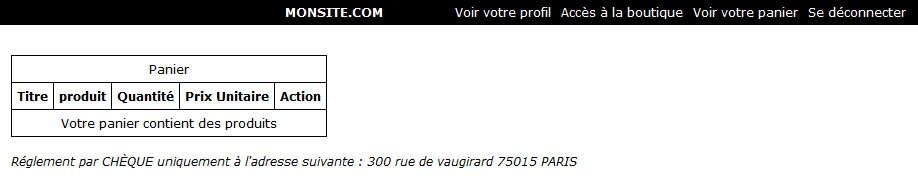 MONSITE.COM Voir votre profil Accès à la boutique Voir votre panier Se déconnecter
Panier
Titre produit Quantité Prix Unitaire Action
Votre panier contient des produits
Réglement par CHÈQUE uniquement à l'adresse suivante : 300 rue de vaugirard 75015 PARIS